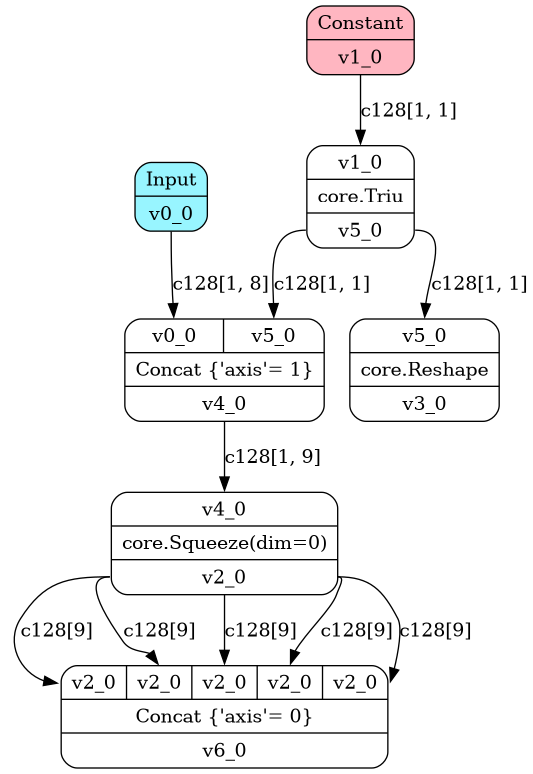 Constant
v1_0
c128[1, 1]
v1_0
core.Triu
v5_0
Input
v0_0
c128[1, 8]
c128[1, 1]
c128[1, 1]
v0_0 v5_0
Concat {'axis'= 1}
v4_0
v5_0
core.Reshape
v3_0
c128[1, 9]
v4_0
core.Squeeze(dim=0)
v2_0
c128[9] c128[9] c128[9] c128[9] c128[9]
v2_0 v2_0 v2_0 v2_0 v2_0
Concat {'axis'= 0}
v6_0